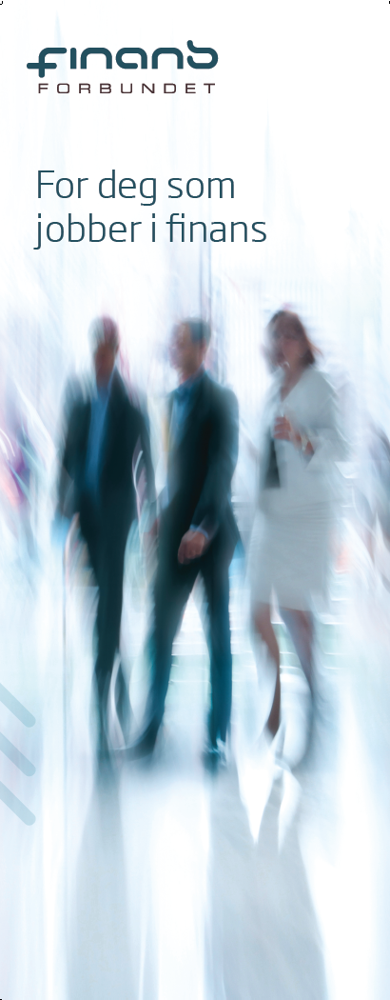 finans
FORBUNDET
For deg som
jobber i finans